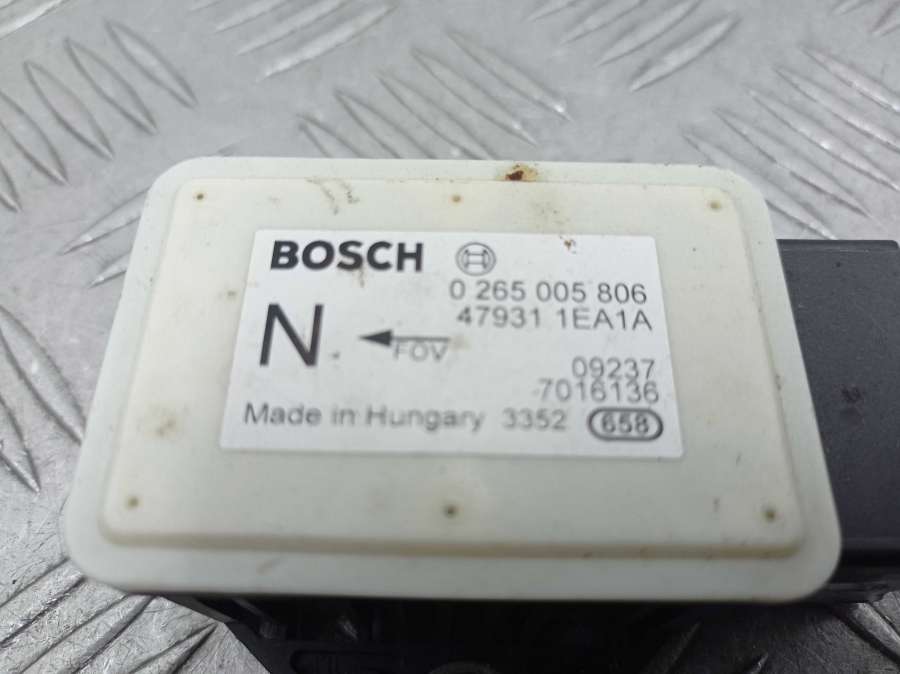 BOSCH
0 265 005 806
47931 1EA1A
N
FOV
09237
7016136
Made in Hungary 3352 658